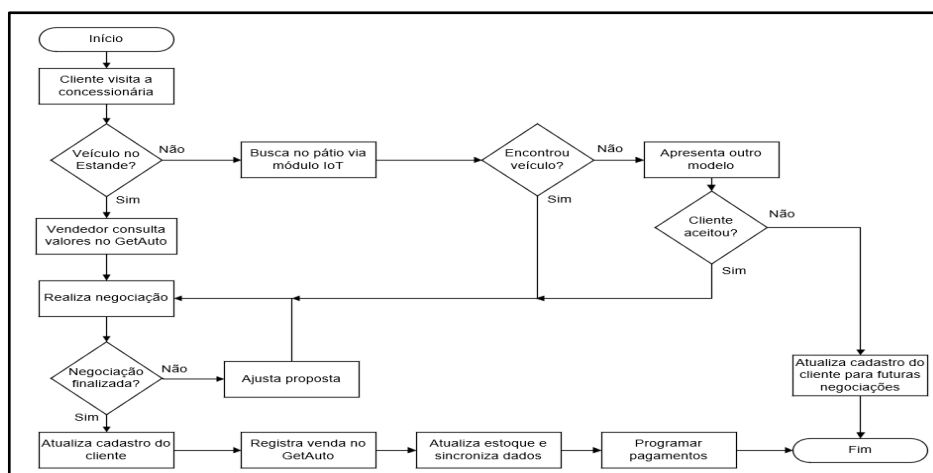 Início
Cliente visita a
concessionária
Veículo no
Estande?
Não
Sim
Busca no pátio via
módulo IoT
Encontrou
veículo?
Não
Sim
Apresenta outro
modelo
Cliente
aceitou?
Não
Sim
Vendedor consulta
valores no GetAuto
Realiza negociação
Negociação
finalizada?
Não
Sim
Ajusta proposta
Atualiza cadastro do
cliente para futuras
negociações
Atualiza cadastro do
cliente
Registra venda no
GetAuto
Atualiza estoque e
sincroniza dados
Programar
pagamentos
Fim